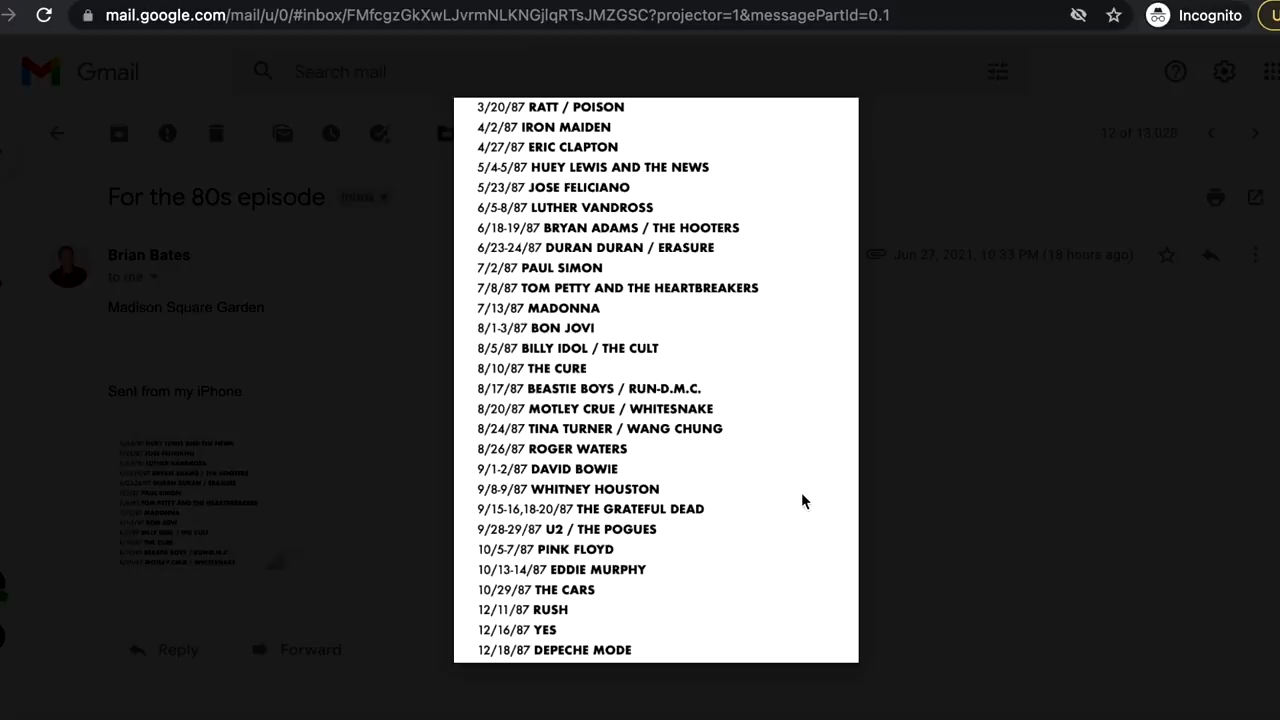 mail.google.com/mail/u/0/#inbox/FMfcgzGkXwLJvrmNLKNGjlqRTsJMZGSC?projector=1&messagePartId=0.1
Incognito
Gmail
Search mail
12 of 13,028
For the 80s episode
Inbox
Brian Bates
Jun 27, 2021, 10:33 PM (18 hours ago)
to me
Madison Square Garden
Sent from my iPhone
3/20/87 RATT / POISON
4/2/87 IRON MAIDEN
4/27/87 ERIC CLAPTON
5/4-5/87 HUEY LEWIS AND THE NEWS
5/23/87 JOSE FELICIANO
6/5-8/87 LUTHER VANDROSS
6/18-19/87 BRYAN ADAMS / THE HOOTERS
6/23-24/87 DURAN DURAN / ERASURE
7/2/87 PAUL SIMON
7/8/87 TOM PETTY AND THE HEARTBREAKERS
7/13/87 MADONNA
8/1-3/87 BON JOVI
8/5/87 BILLY IDOL / THE CULT
8/10/87 THE CURE
8/17/87 BEASTIE BOYS / RUN-D.M.C.
8/20/87 MOTLEY CRUE / WHITESNAKE
8/24/87 TINA TURNER / WANG CHUNG
8/26/87 ROGER WATERS
9/1-2/87 DAVID BOWIE
9/8-9/87 WHITNEY HOUSTON
9/15-16,18-20/87 THE GRATEFUL DEAD
9/28-29/87 U2 / THE POGUES
10/5-7/87 PINK FLOYD
10/13-14/87 EDDIE MURPHY
10/29/87 THE CARS
12/11/87 RUSH
12/16/87 YES
12/18/87 DEPECHE MODE
Reply
Forward